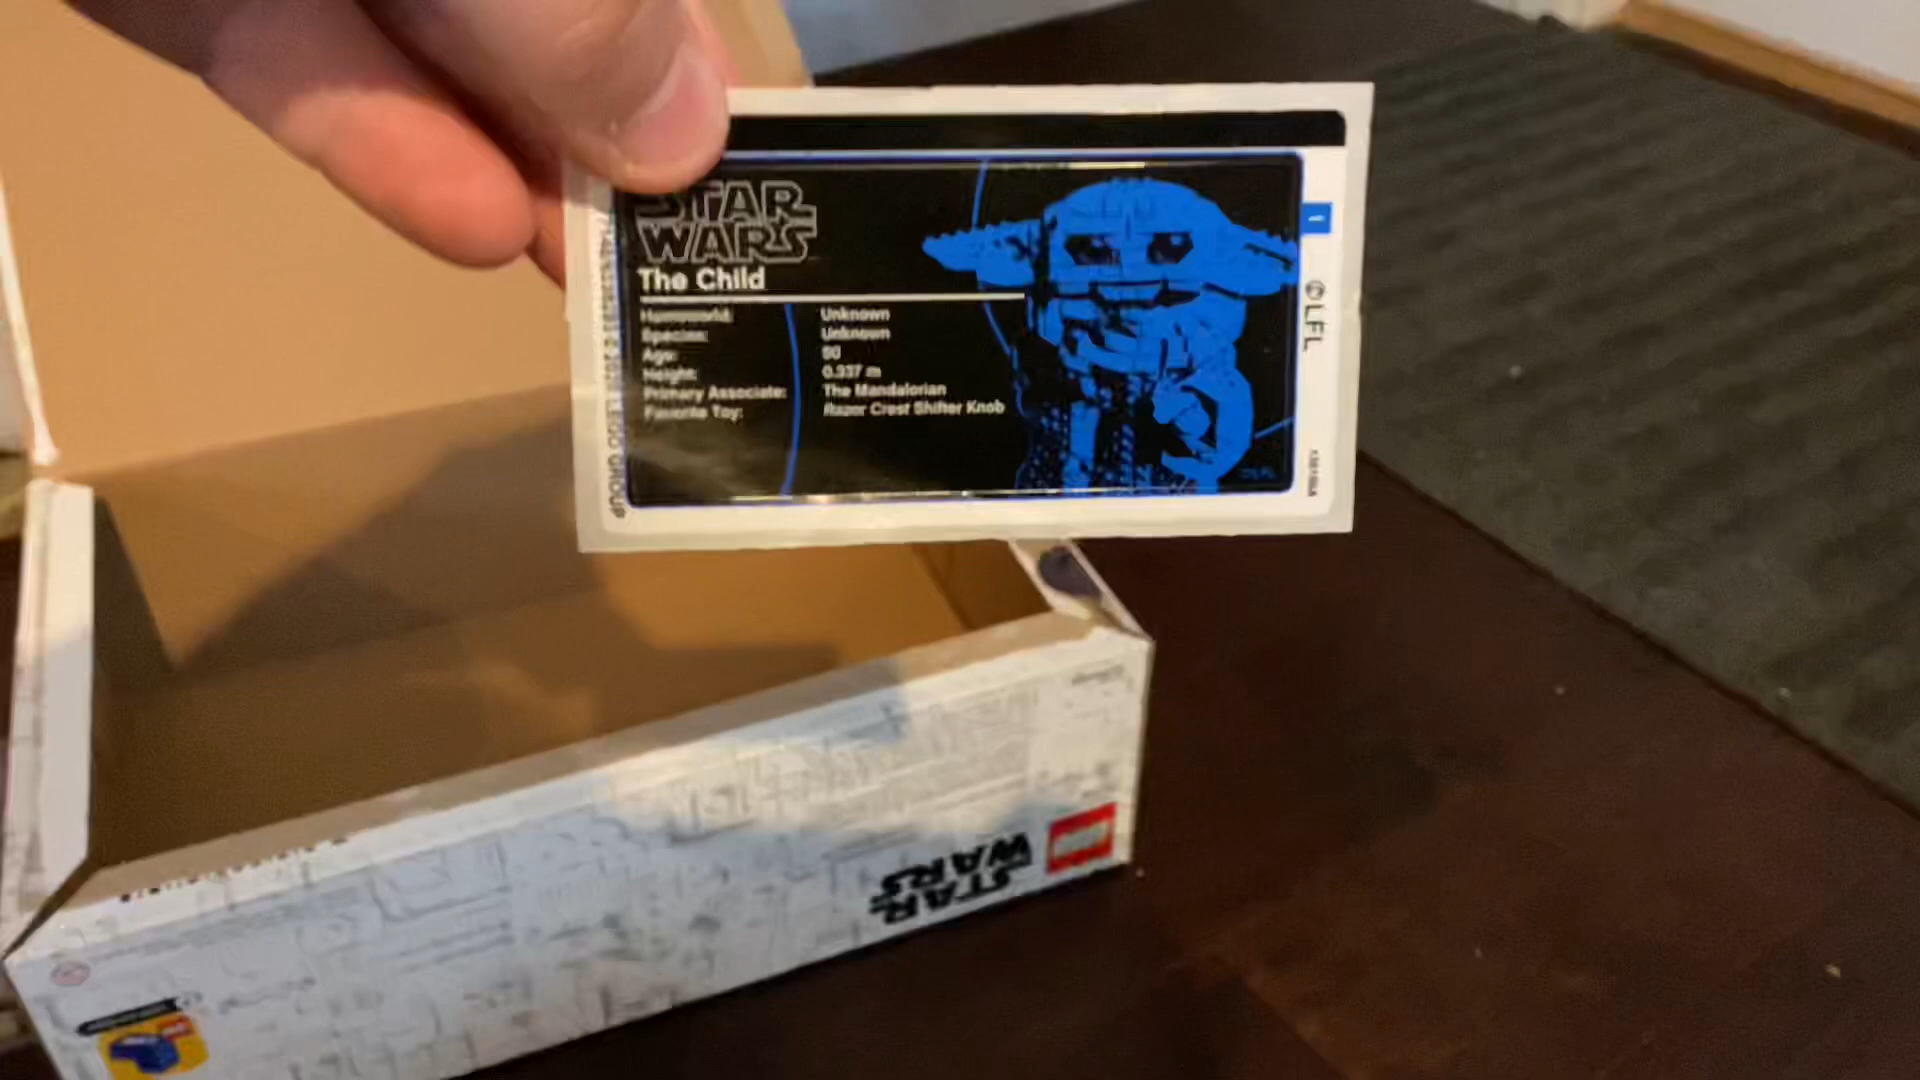 STAR
WARS
The Child
Homeworld: Unknown
Species: Unknown
Age: 50
Height: 0.337 m
Primary Associate: The Mandalorian
Favorite Toy: Razor Crest Shifter Knob
©LFL
GROUP
STAR
WARS